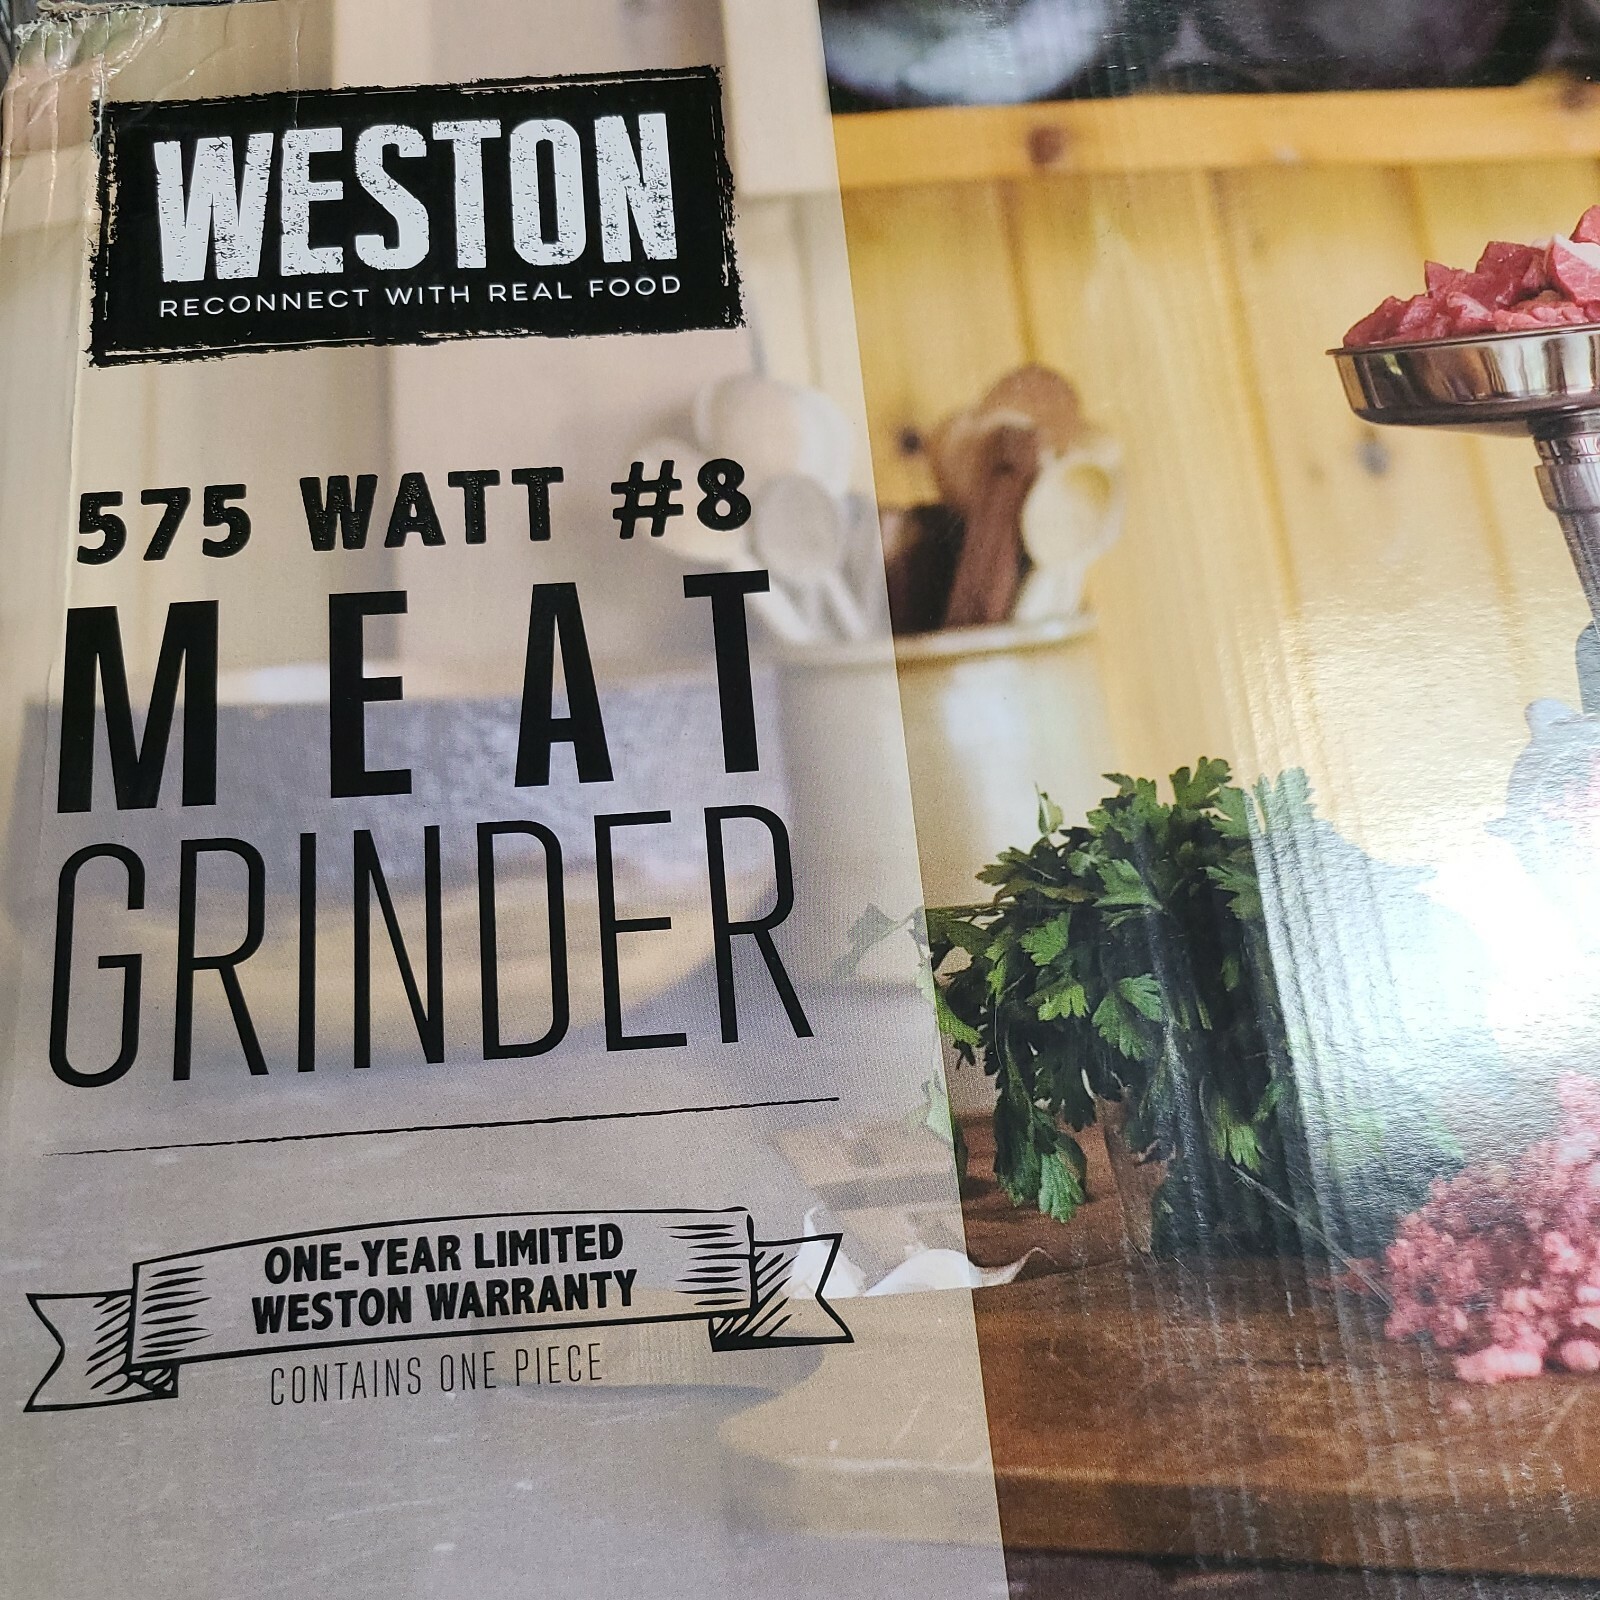 WESTON
RECONNECT WITH REAL FOOD
575 WATT #8
MEAT
GRINDER
ONE-YEAR LIMITED
WESTON WARRANTY
CONTAINS ONE PIECE